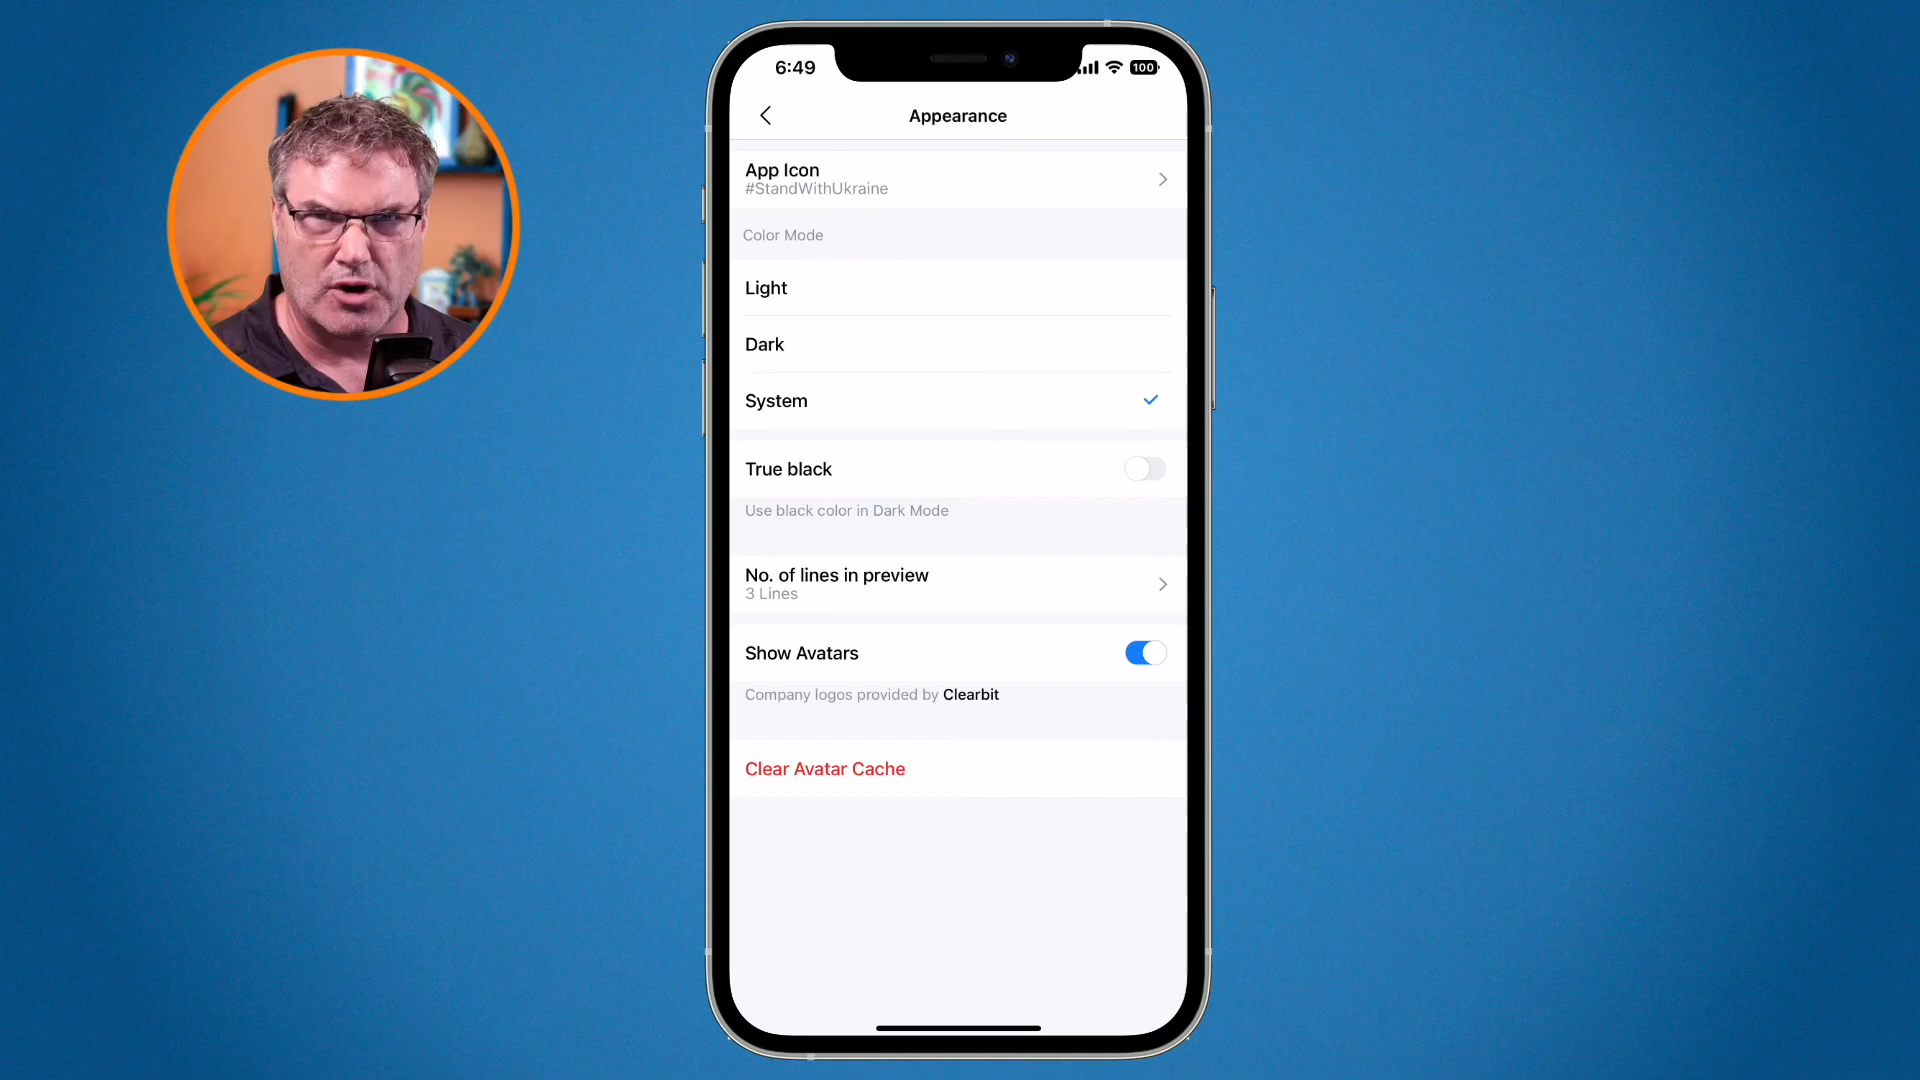 6:49
100
Appearance
App Icon
#StandWithUkraine
Color Mode
Light
Dark
System
True black
Use black color in Dark Mode
No. of lines in preview
3 Lines
Show Avatars
Company logos provided by Clearbit
Clear Avatar Cache